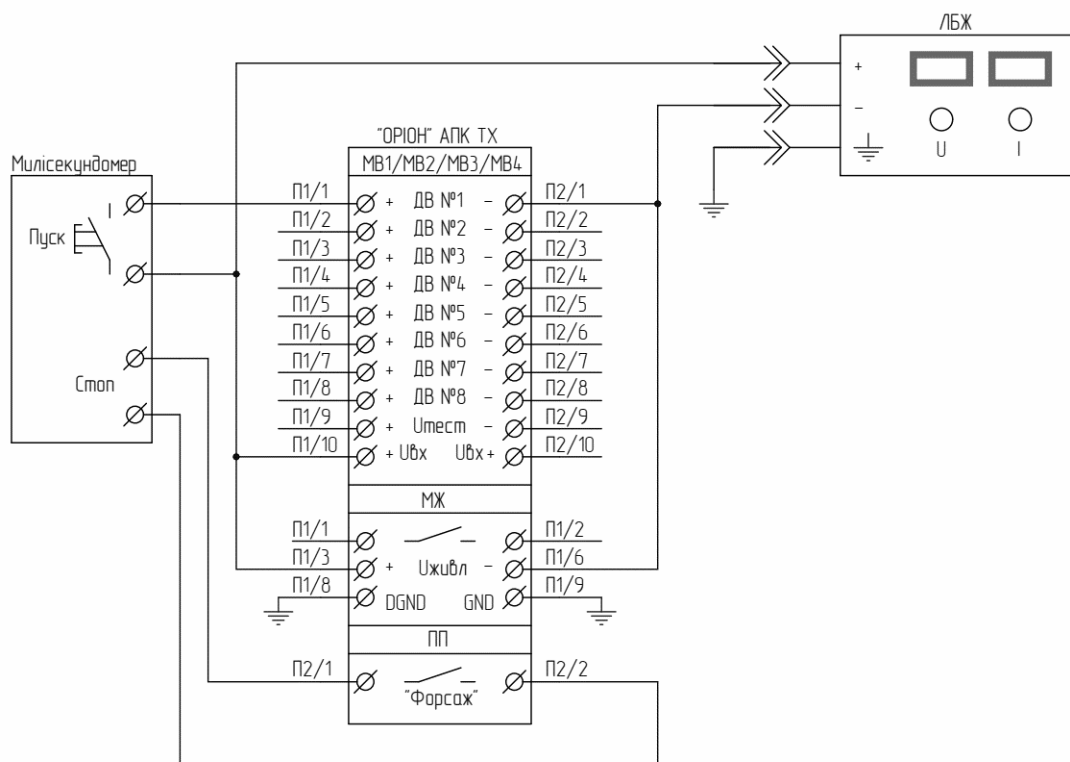 ЛБЖ
+
–
U I
"ОРІОН" АПК ТХ
МВ1/МВ2/МВ3/МВ4
Милісекундомер
Пуск
Стоп
П1/1 + ДВ №1 – П2/1
П1/2 + ДВ №2 – П2/2
П1/3 + ДВ №3 – П2/3
П1/4 + ДВ №4 – П2/4
П1/5 + ДВ №5 – П2/5
П1/6 + ДВ №6 – П2/6
П1/7 + ДВ №7 – П2/7
П1/8 + ДВ №8 – П2/8
П1/9 + Uтест – П2/9
П1/10 + Uвх Uвх + П2/10
МЖ
П1/1 П1/2
П1/3 + Uживл – П1/6
П1/8 DGND GND П1/9
ПП
П2/1 П2/2
"Форсаж"